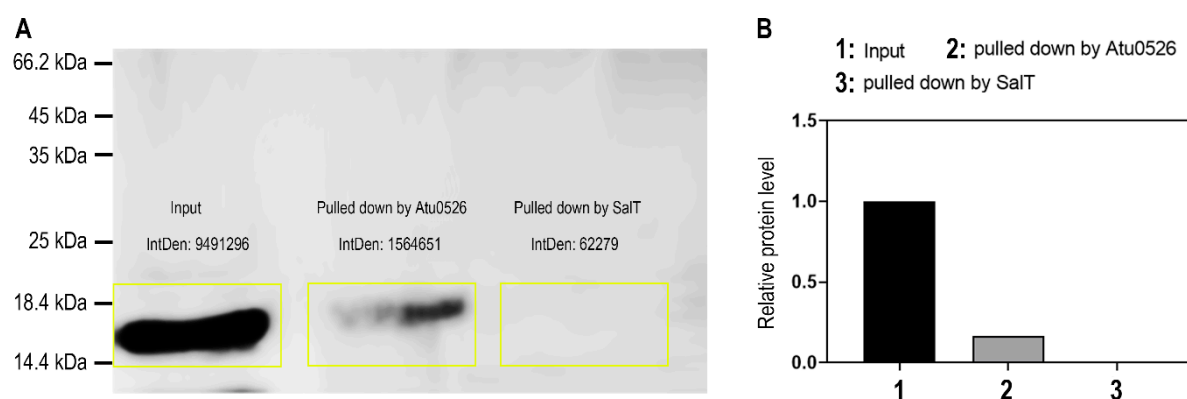 A
66.2 kDa
45 kDa
35 kDa
25 kDa
18.4 kDa
14.4 kDa
Input
IntDen: 9491296
Pulled down by Atu0526
IntDen: 1564651
Pulled down by SalT
IntDen: 62279
B
1: Input 2: pulled down by Atu0526
3: pulled down by SalT
Relative protein level
1.5
1.0
0.5
0.0
1 2 3